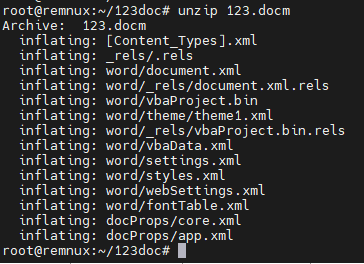 root@remnux:~/123doc# unzip 123.docm
Archive:  123.docm
  inflating: [Content_Types].xml
  inflating: _rels/.rels
  inflating: word/document.xml
  inflating: word/_rels/document.xml.rels
  inflating: word/vbaProject.bin
  inflating: word/theme/theme1.xml
  inflating: word/_rels/vbaProject.bin.rels
  inflating: word/vbaData.xml
  inflating: word/settings.xml
  inflating: word/styles.xml
  inflating: word/webSettings.xml
  inflating: word/fontTable.xml
  inflating: docProps/core.xml
  inflating: docProps/app.xml
root@remnux:~/123doc#